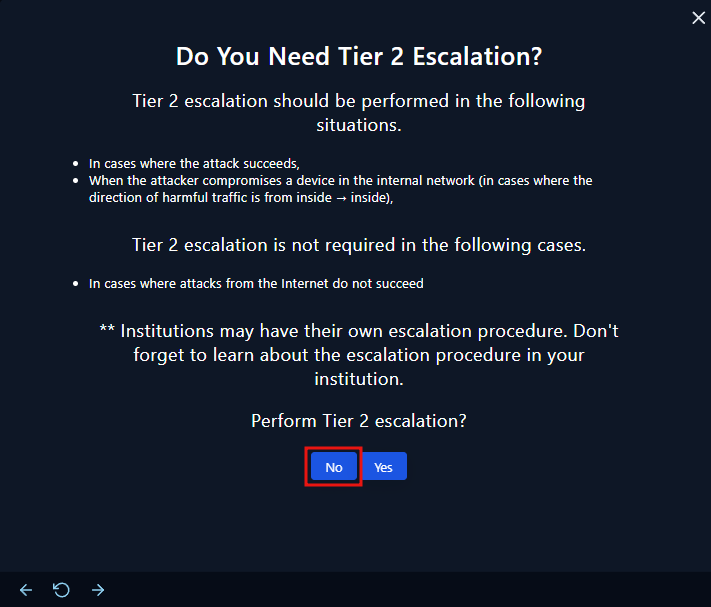 Do You Need Tier 2 Escalation?
Tier 2 escalation should be performed in the following
situations.
• In cases where the attack succeeds,
• When the attacker compromises a device in the internal network (in cases where the
direction of harmful traffic is from inside → inside),
Tier 2 escalation is not required in the following cases.
• In cases where attacks from the Internet do not succeed
** Institutions may have their own escalation procedure. Don't
forget to learn about the escalation procedure in your
institution.
Perform Tier 2 escalation?
No Yes